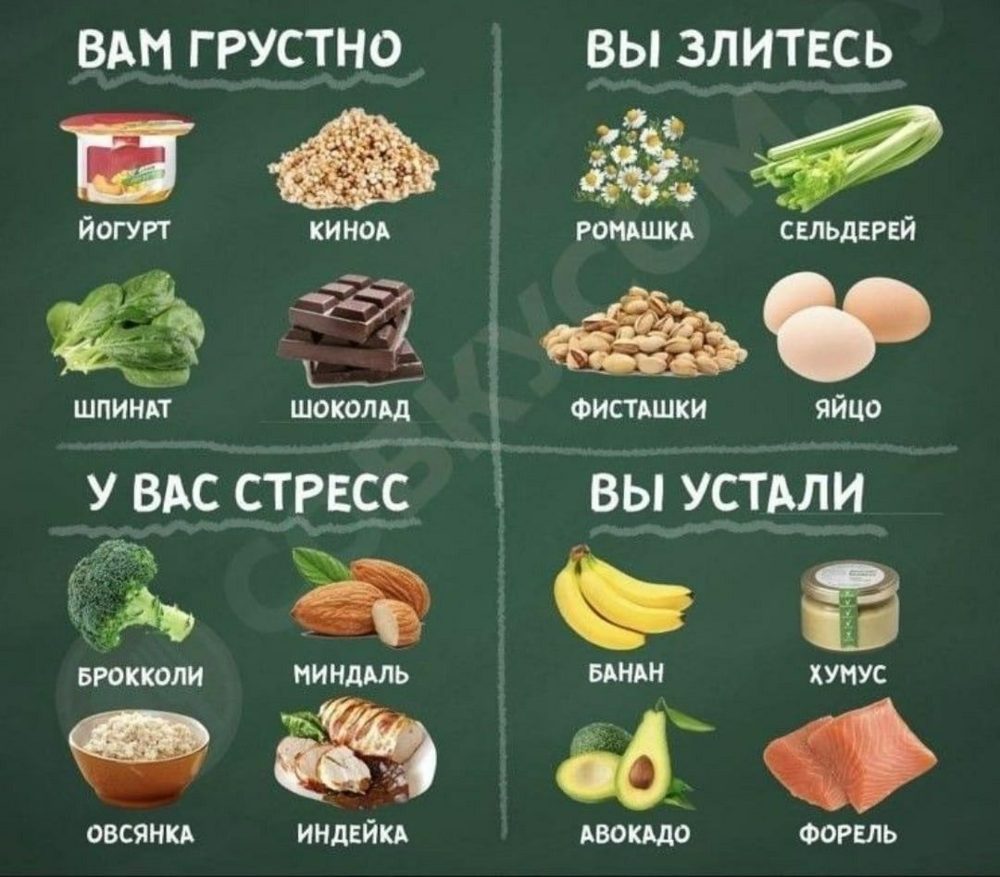 ВАМ ГРУСТНО
ВЫ ЗЛИТЕСЬ
ЙОГУРТ
КИНОА
РОМАШКА
СЕЛЬДЕРЕЙ
ШПИНАТ
ШОКОЛАД
ФИСТАШКИ
ЯЙЦО
У ВАС СТРЕСС
ВЫ УСТАЛИ
БРОККОЛИ
МИНДАЛЬ
БАНАН
ХУМУС
ОВСЯНКА
ИНДЕЙКА
АВОКАДО
ФОРЕЛЬ